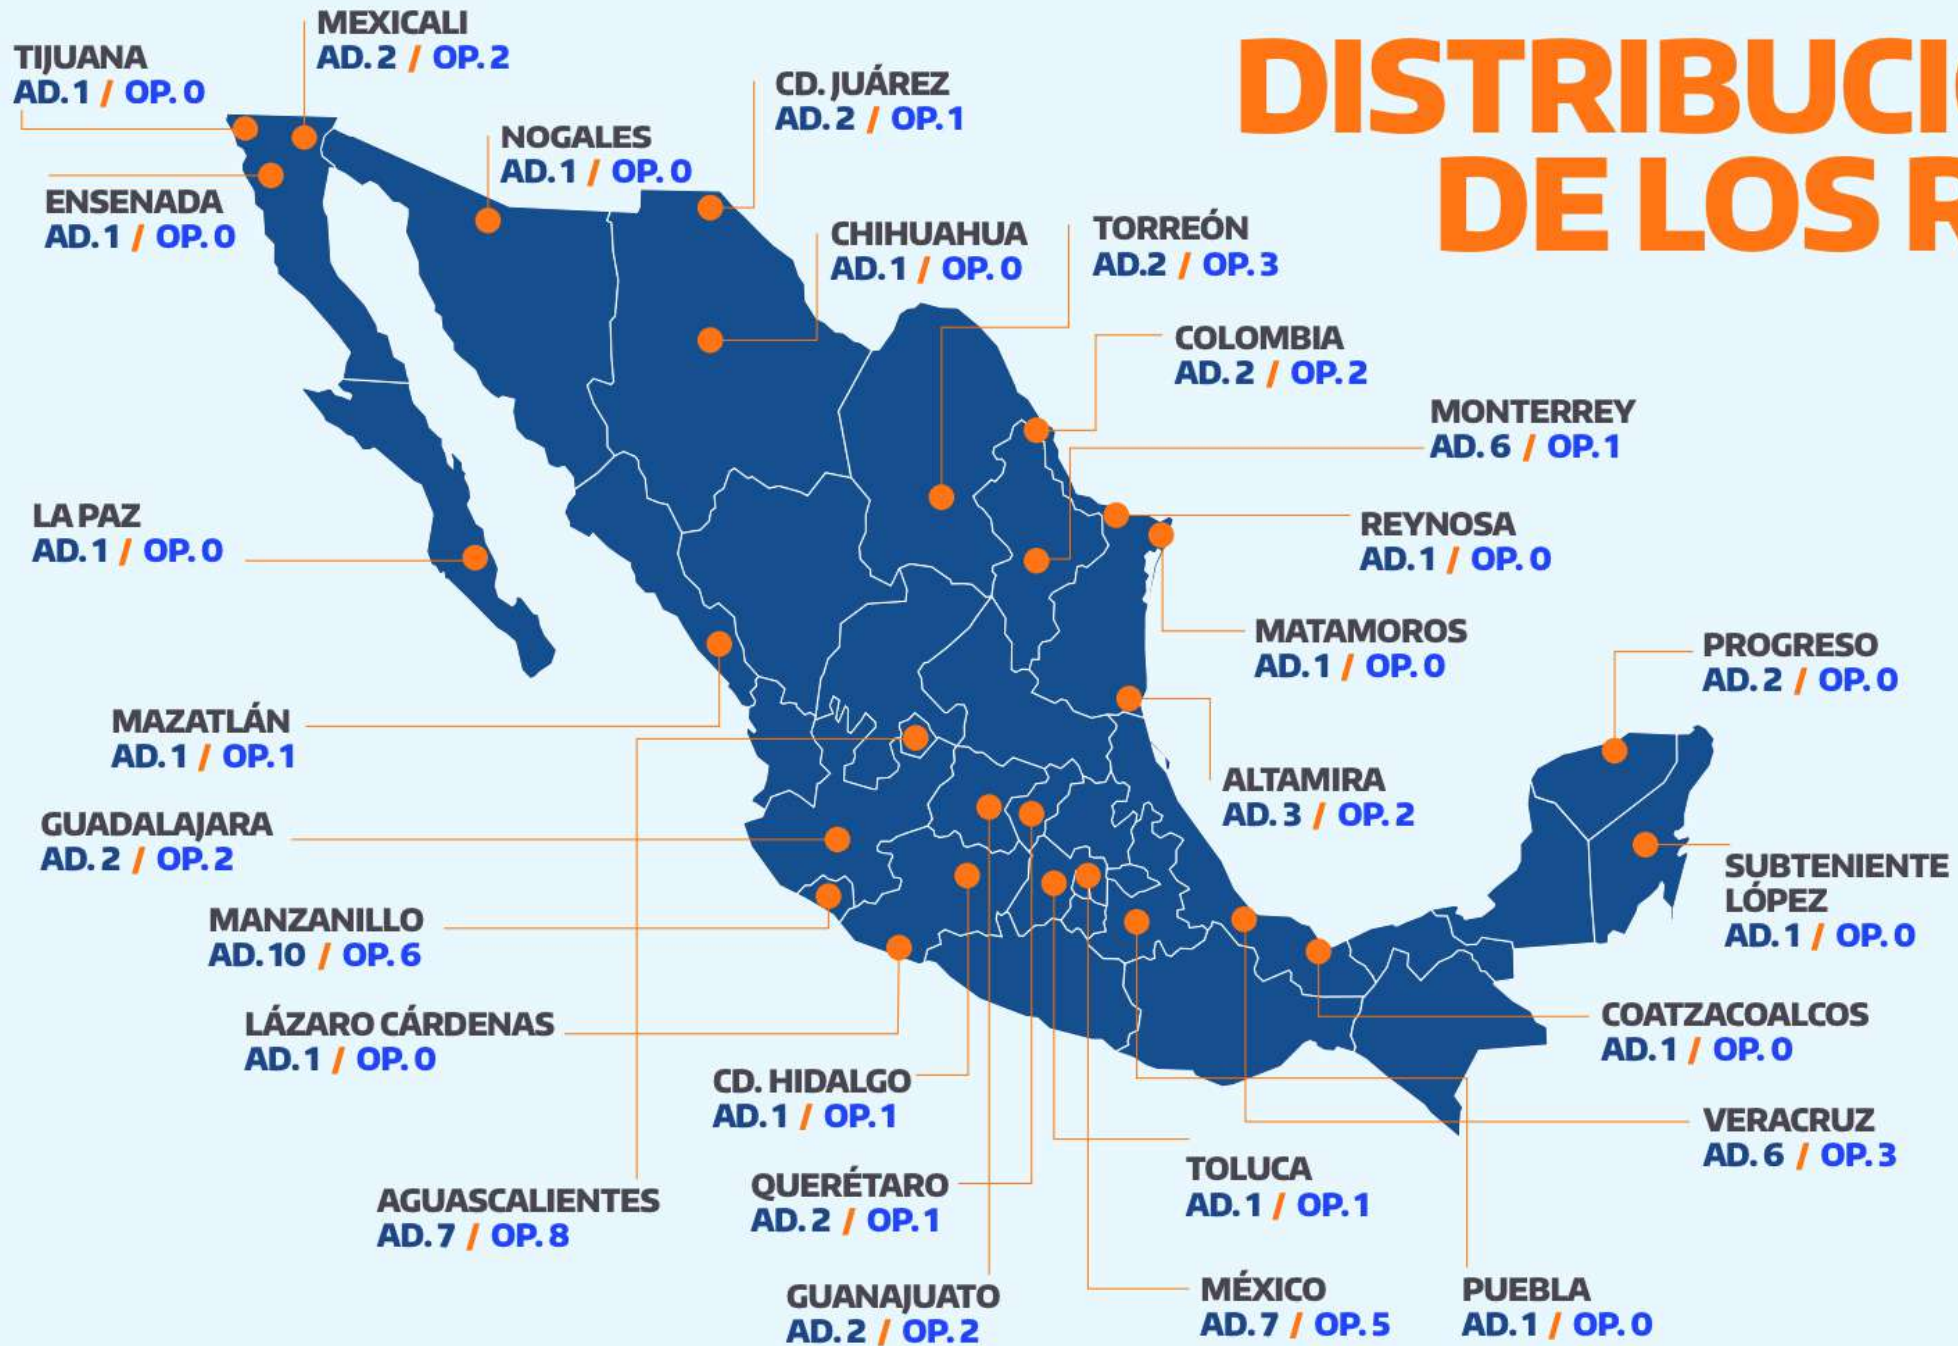 DISTRIBUCIÓ
DE LOS R
MEXICALI
AD. 2 / OP. 2
TIJUANA
AD. 1 / OP. 0
CD. JUÁREZ
AD. 2 / OP. 1
NOGALES
AD. 1 / OP. 0
ENSENADA
AD. 1 / OP. 0
CHIHUAHUA
AD. 1 / OP. 0
TORREÓN
AD.2 / OP. 3
COLOMBIA
AD. 2 / OP. 2
MONTERREY
AD. 6 / OP. 1
LA PAZ
AD. 1 / OP. 0
REYNOSA
AD. 1 / OP. 0
MATAMOROS
AD. 1 / OP. 0
PROGRESO
AD. 2 / OP. 0
MAZATLÁN
AD. 1 / OP. 1
ALTAMIRA
AD. 3 / OP. 2
GUADALAJARA
AD. 2 / OP. 2
SUBTENIENTE
LÓPEZ
AD. 1 / OP. 0
MANZANILLO
AD. 10 / OP. 6
LÁZARO CÁRDENAS
AD. 1 / OP. 0
COATZACOALCOS
AD. 1 / OP. 0
CD. HIDALGO
AD. 1 / OP. 1
VERACRUZ
AD. 6 / OP. 3
TOLUCA
AD. 1 / OP. 1
QUERÉTARO
AD. 2 / OP. 1
AGUASCALIENTES
AD. 7 / OP. 8
GUANAJUATO
AD. 2 / OP. 2
MÉXICO
AD. 7 / OP. 5
PUEBLA
AD. 1 / OP. 0